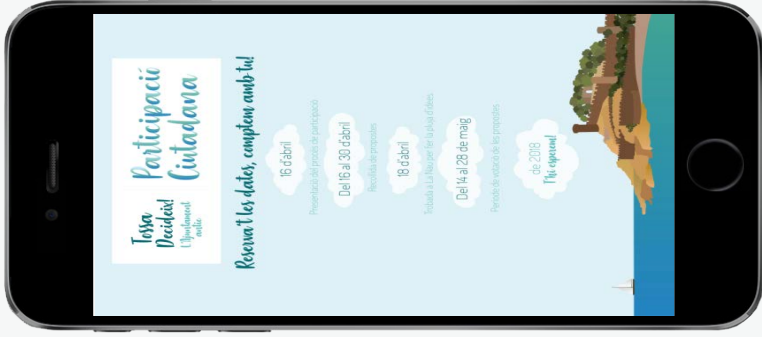 Tossa
Decideix!
L'Ajuntament
antic
Participació
Ciutadana
Reserva't les dates, comptem amb tu!
16 d'abril
Presentació del procés de participació
Del 16 al 30 d'abril
Recollida de propostes
18 d'abril
Trobada a La Nau per fer la pluja d'idees
Del 14 al 28 de maig
Període de votació de les propostes
de 2018
T'hi esperem!